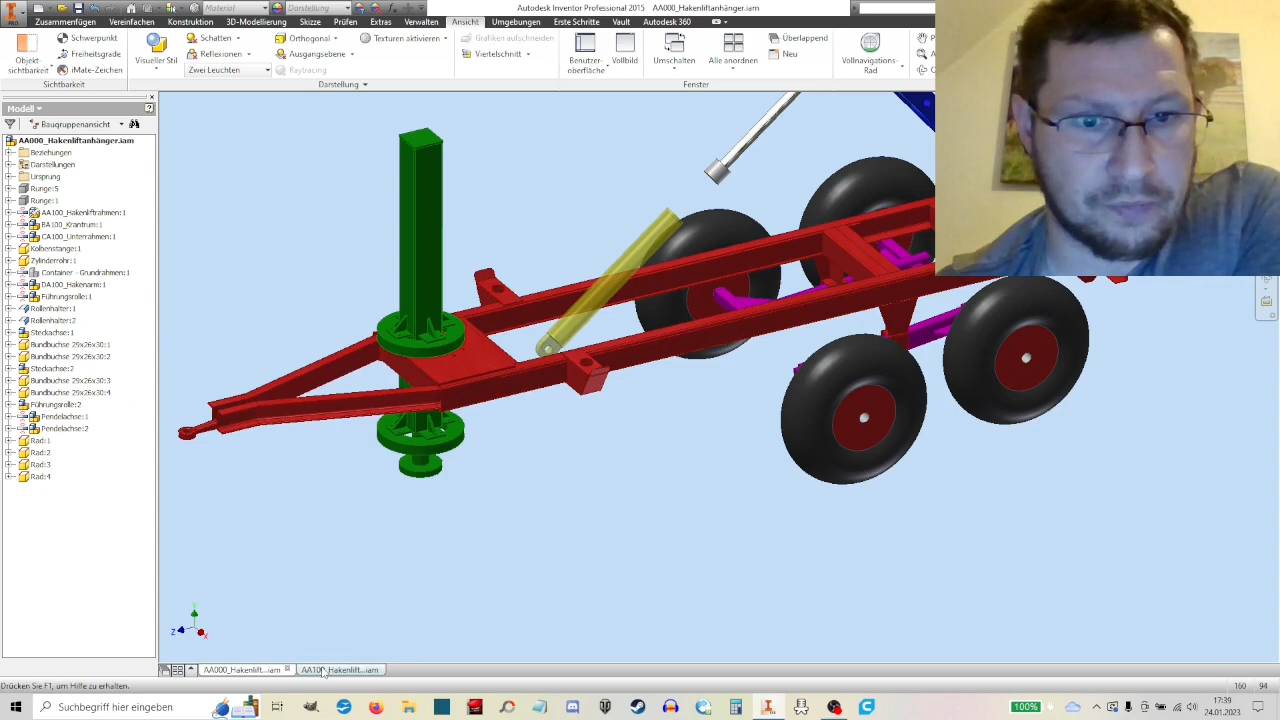 Material
Darstellung
Autodesk Inventor Professional 2015 AA000_Hakenliftanhänger.iam
Zusammenfügen Vereinfachen Konstruktion 3D-Modellierung Skizze Prüfen Extras Verwalten Ansicht Umgebungen Erste Schritte Vault Autodesk 360
Objekt-
sichtbarkeit
Schwerpunkt
Freiheitsgrade
iMate-Zeichen
Sichtbarkeit
Visueller Stil
Schatten
Reflexionen
Zwei Leuchten
Orthogonal
Ausgangsebene
Raytracing
Texturen aktivieren
Darstellung
Grafiken aufschneiden
Viertelschnitt
Benutzer-
oberfläche
Vollbild
Umschalten
Alle anordnen
Überlappend
Neu
Fenster
Vollnavigations-
Rad
Modell
Baugruppenansicht
AA000_Hakenliftanhänger.iam
Beziehungen
Darstellungen
Ursprung
Runge:5
Runge:1
AA100_Hakenliftrahmen:1
BA100_Krantrum:1
CA100_Unterrahmen:1
Kolbenstange:1
Zylinderrohr:1
Container - Grundrahmen:1
DA100_Hakenarm:1
Führungsrolle:1
Rollenhalter:1
Rollenhalter:2
Steckachse:1
Bundbuchse 29x26x30:1
Bundbuchse 29x26x30:2
Steckachse:2
Bundbuchse 29x26x30:3
Bundbuchse 29x26x30:4
Führungsrolle:2
Pendelachse:1
Pendelachse:2
Rad:1
Rad:2
Rad:3
Rad:4
Y
Z
X
AA000_Hakenlift...iam
AA100_Hakenlift...iam
Drücken Sie F1, um Hilfe zu erhalten.
160 94
Suchbegriff hier eingeben
100%
17:39
24.01.2023